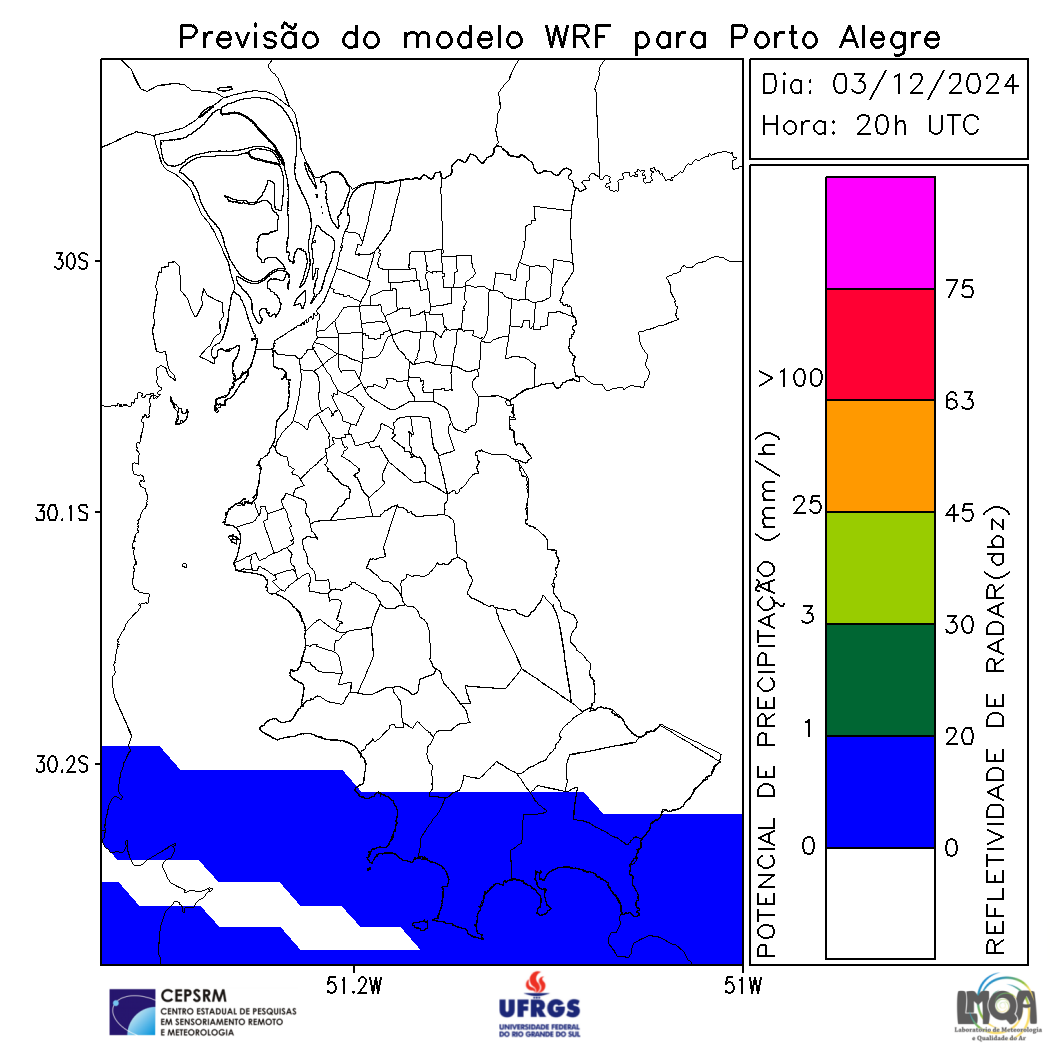 Previsão do modelo WRF para Porto Alegre
Dia: 03/12/2024
Hora: 20h UTC
30S
30.1S
30.2S
51.2W
51W
POTENCIAL DE PRECIPITAÇÃO (mm/h)
>100
25
3
1
0
75
63
45
30
20
0
REFLETIVIDADE DE RADAR(dbz)
CEPSRM
CENTRO ESTADUAL DE PESQUISAS
EM SENSORIAMENTO REMOTO
E METEOROLOGIA
UFRGS
UNIVERSIDADE FEDERAL
DO RIO GRANDE DO SUL
LMQA
Laboratório de Meteorologia
e Qualidade do Ar